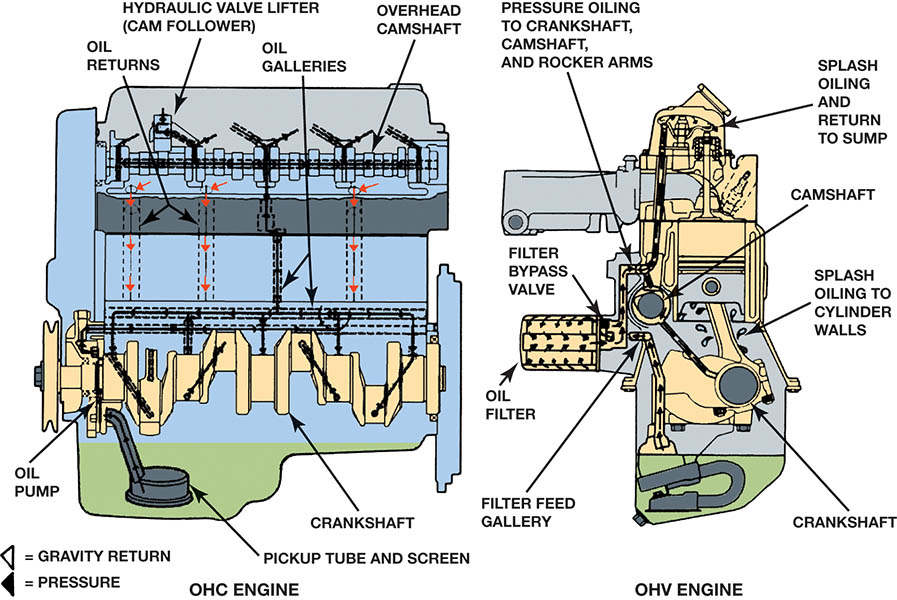 HYDRAULIC VALVE LIFTER
(CAM FOLLOWER)
OVERHEAD
CAMSHAFT
OIL
RETURNS
OIL
GALLERIES
OIL
PUMP
CRANKSHAFT
PICKUP TUBE AND SCREEN
= GRAVITY RETURN
= PRESSURE
OHC ENGINE
PRESSURE OILING
TO CRANKSHAFT,
CAMSHAFT,
AND ROCKER ARMS
SPLASH
OILING
AND
RETURN
TO SUMP
CAMSHAFT
FILTER
BYPASS
VALVE
SPLASH
OILING TO
CYLINDER
WALLS
OIL
FILTER
FILTER FEED
GALLERY
CRANKSHAFT
OHV ENGINE